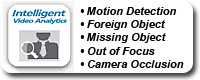 Intelligent
Video Analytics
• Motion Detection
• Foreign Object
• Missing Object
• Out of Focus
• Camera Occlusion